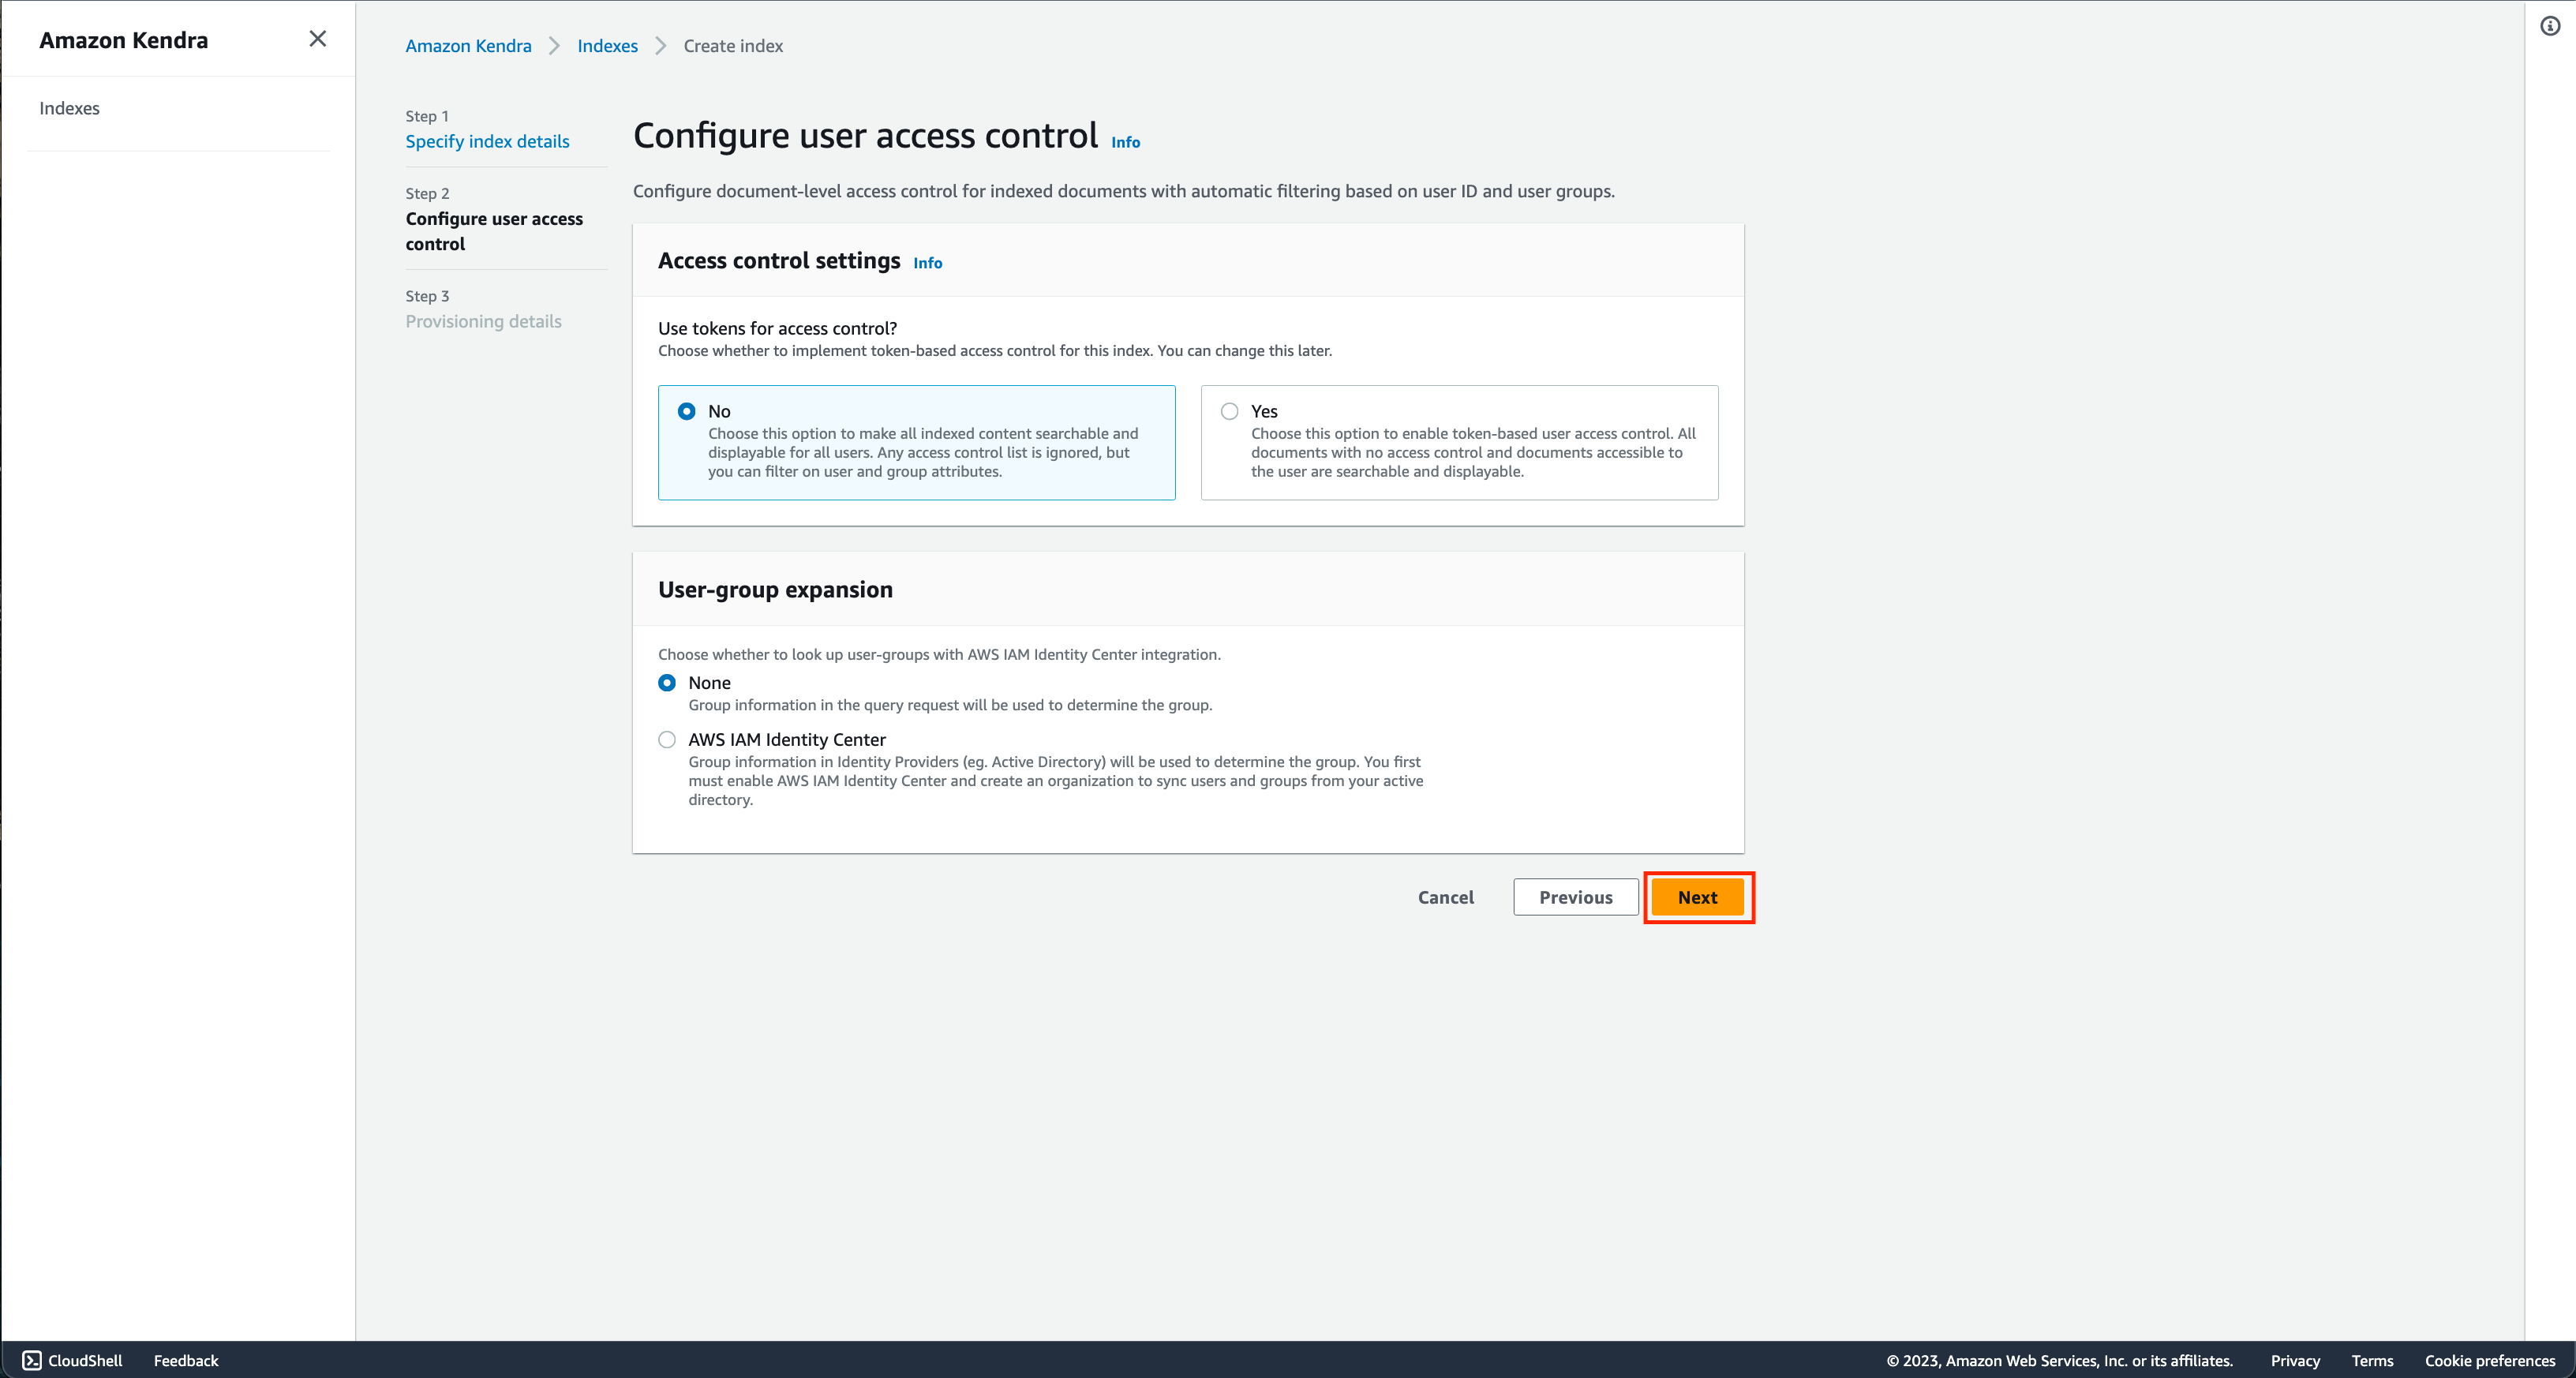 Amazon Kendra
Indexes
Amazon Kendra
Indexes
Create index
Step 1
Specify index details
Step 2
Configure user access
control
Step 3
Provisioning details
Configure user access control Info
Configure document-level access control for indexed documents with automatic filtering based on user ID and user groups.
Access control settings Info
Use tokens for access control?
Choose whether to implement token-based access control for this index. You can change this later.
No
Choose this option to make all indexed content searchable and
displayable for all users. Any access control list is ignored, but
you can filter on user and group attributes.
Yes
Choose this option to enable token-based user access control. All
documents with no access control and documents accessible to
the user are searchable and displayable.
User-group expansion
Choose whether to look up user-groups with AWS IAM Identity Center integration.
None
Group information in the query request will be used to determine the group.
AWS IAM Identity Center
Group information in Identity Providers (eg. Active Directory) will be used to determine the group. You first
must enable AWS IAM Identity Center and create an organization to sync users and groups from your active
directory.
Cancel
Previous
Next
CloudShell
Feedback
© 2023, Amazon Web Services, Inc. or its affiliates.
Privacy
Terms
Cookie preferences